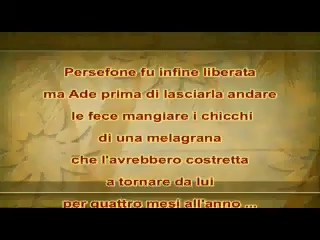 Persefone fu infine liberata
ma Ade prima di lasciarla andare
le fece mangiare i chicchi
di una melagrana
che l'avrebbero costretta
a tornare da lui
per quattro mesi all'anno ...